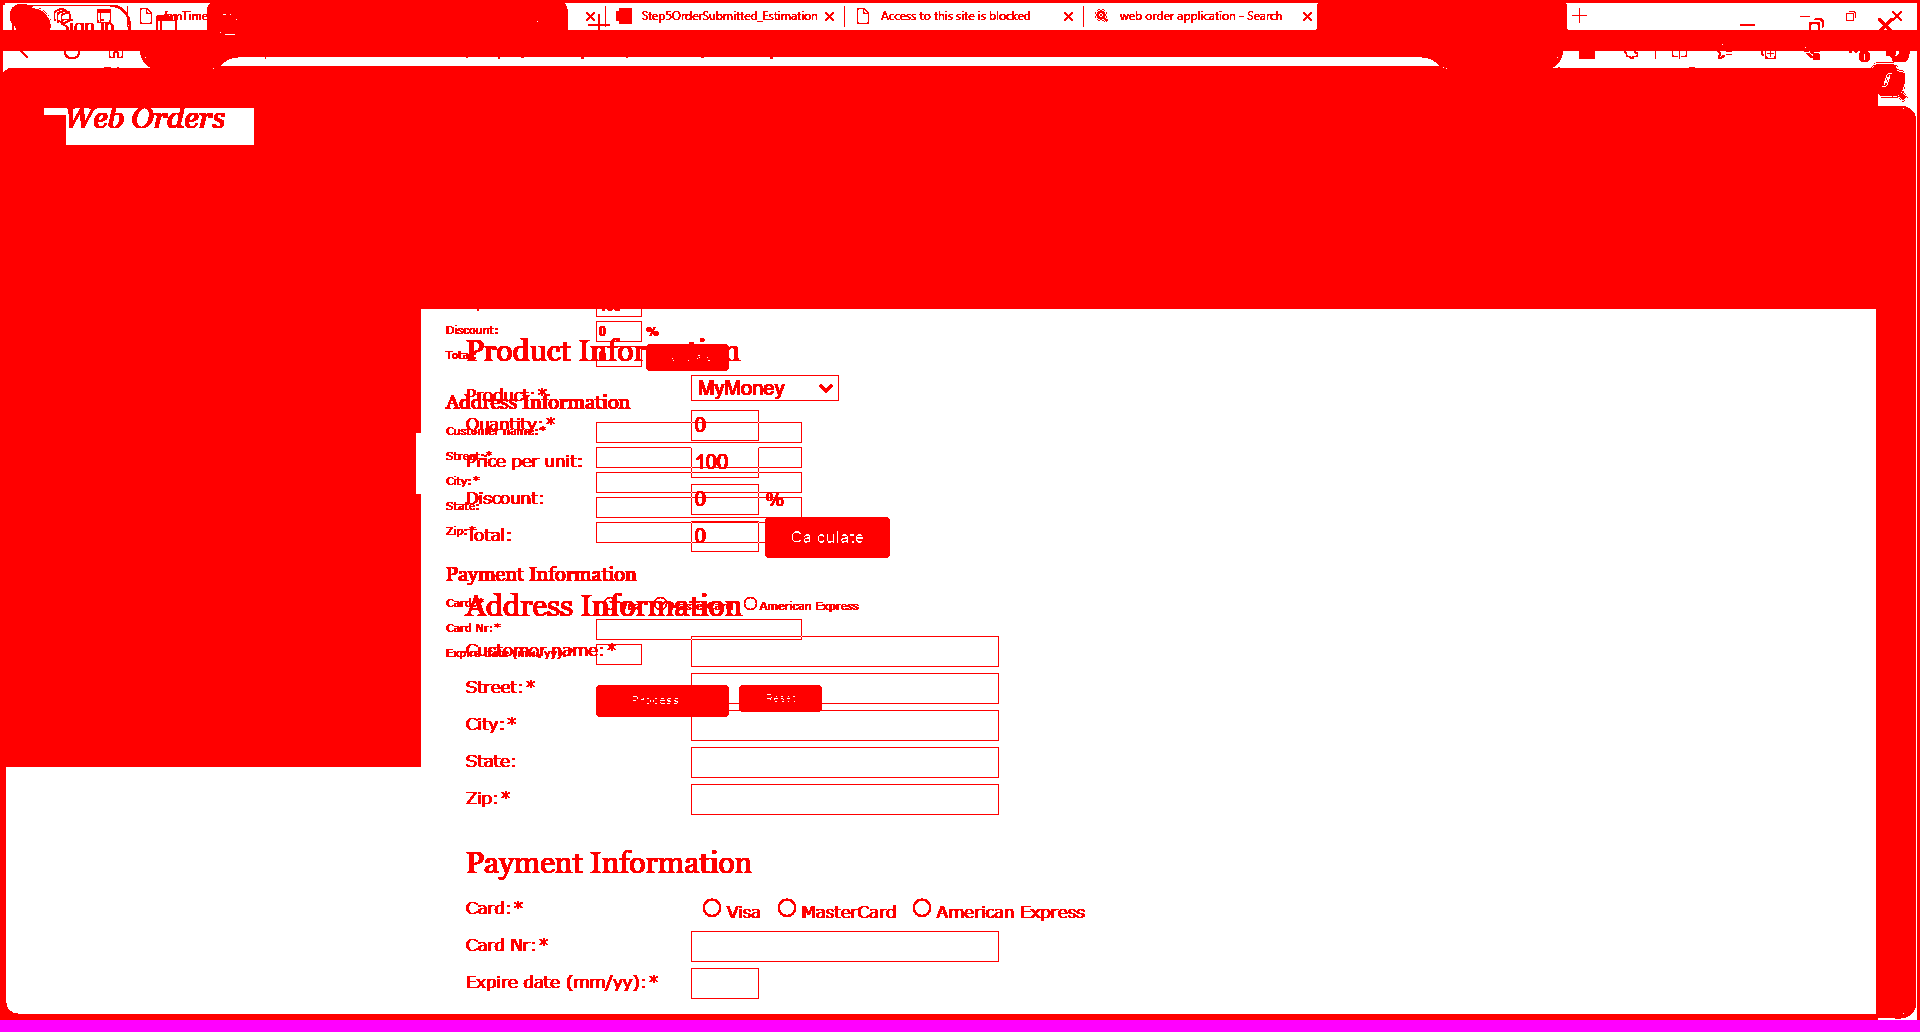 Sign in
Step5OrderSubmitted_Estimation
Access to this site is blocked
web order application - Search
Web Orders
Discount: 0 %
Product Information
Product:* MyMoney
Address Information
Quantity:* 0
Customer name:*
Street:*
Price per unit: 100
City:*
Discount: 0 %
State:
Zip:*
Total: 0 Calculate
Payment Information
Card:* American Express
Address Information
Card Nr:*
Customer name:*
Expire date (mm/yy):*
Street:*
Process Reset
City:*
State:
Zip:*
Payment Information
Card:* Visa MasterCard American Express
Card Nr:*
Expire date (mm/yy):*